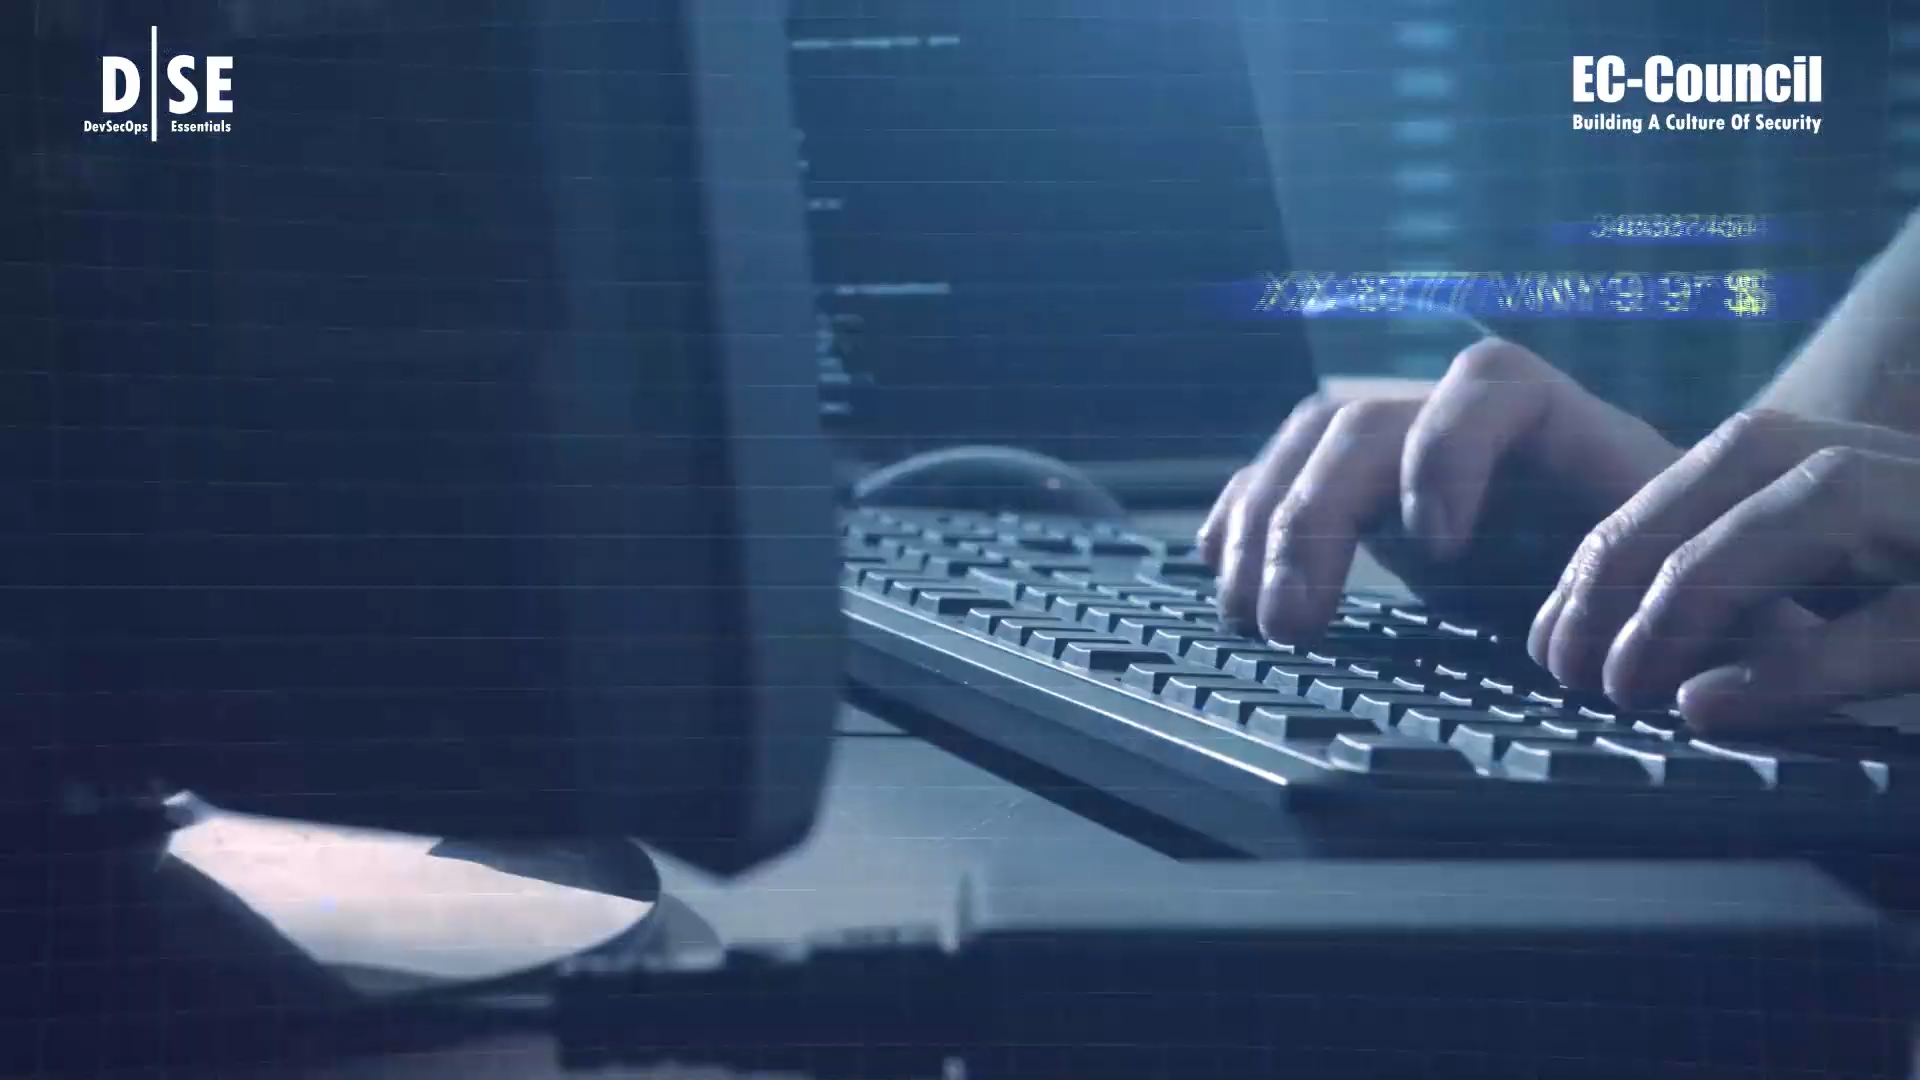 D|SE
DevSecOps Essentials
EC-Council
Building A Culture Of Security